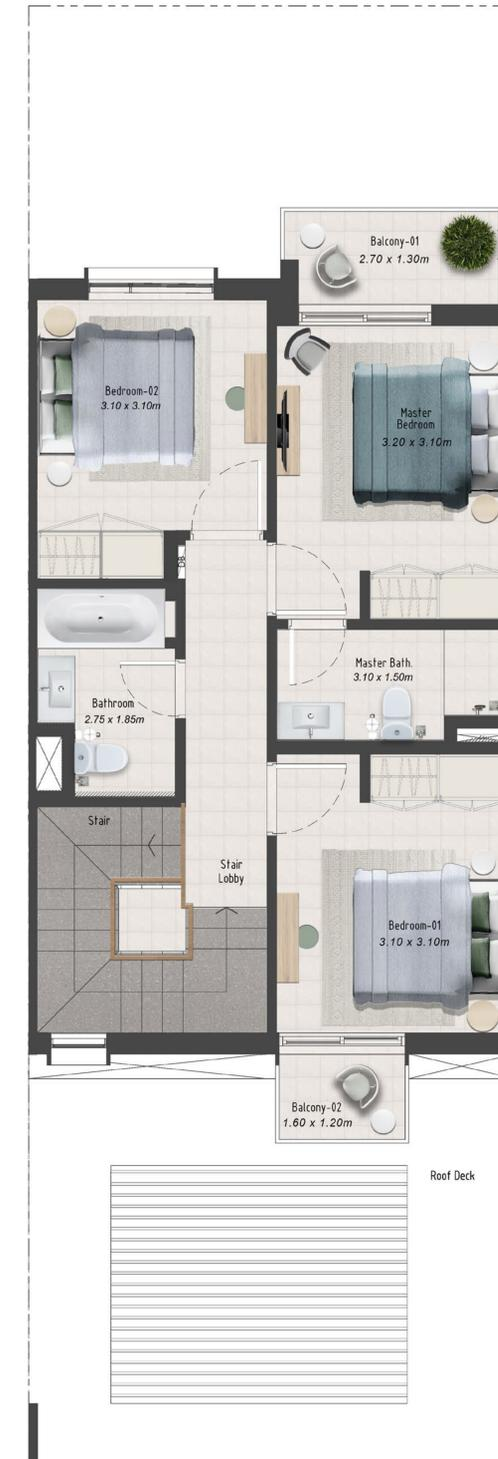 Balcony-01
2.70 x 1.30m
Bedroom-02
3.10 x 3.10m
Master
Bedroom
3.20 x 3.10m
DB
Master Bath.
3.10 x 1.50m
Bathroom
2.75 x 1.85m
Stair
Stair
Lobby
Bedroom-01
3.10 x 3.10m
Balcony-02
1.60 x 1.20m
Roof Deck